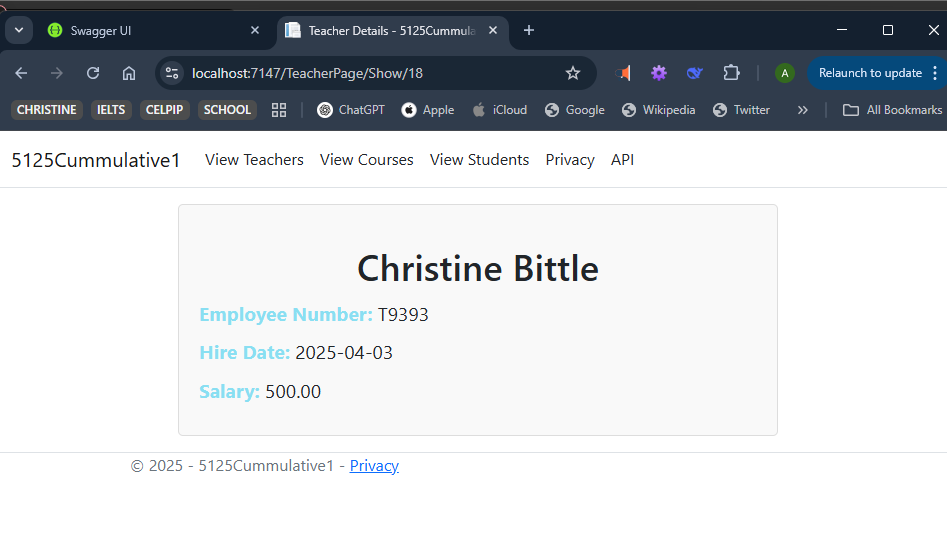 Swagger UI
Teacher Details - 5125Cummula
localhost:7147/TeacherPage/Show/18
A
Relaunch to update
CHRISTINE IELTS CELPIP SCHOOL ChatGPT Apple iCloud Google Wikipedia Twitter » All Bookmarks
5125Cummulative1 View Teachers View Courses View Students Privacy API
Christine Bittle
Employee Number: T9393
Hire Date: 2025-04-03
Salary: 500.00
© 2025 - 5125Cummulative1 - Privacy